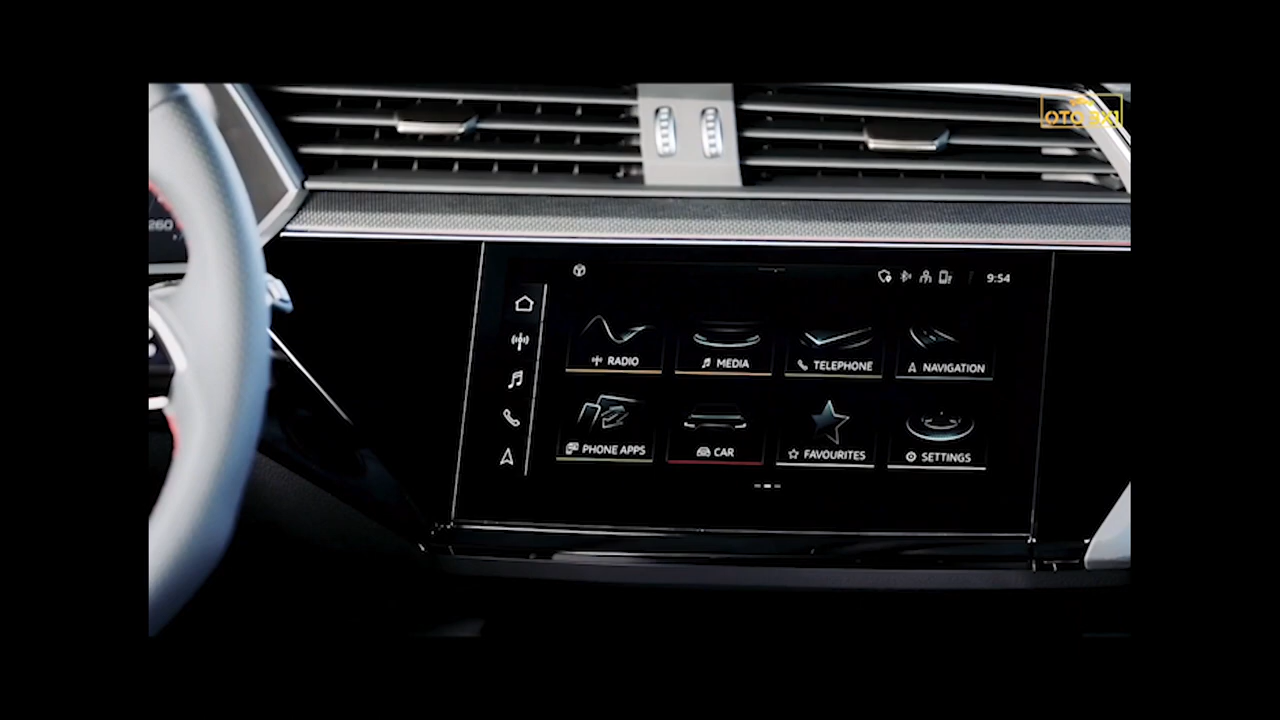 OTO 3X1
260
9:54
RADIO
MEDIA
TELEPHONE
NAVIGATION
PHONE APPS
CAR
FAVOURITES
SETTINGS